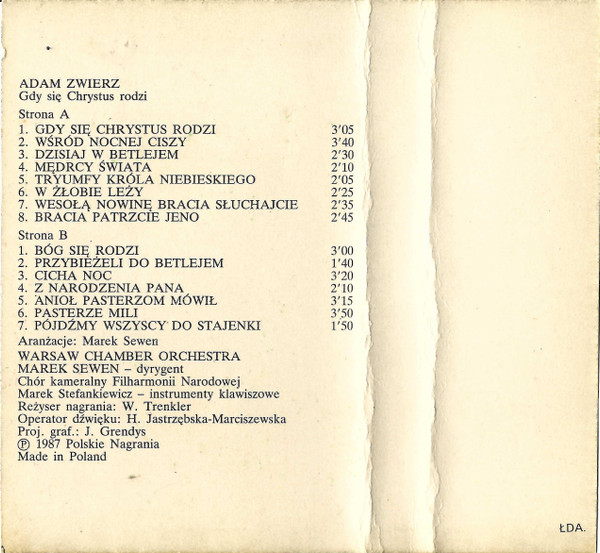 ADAM ZWIERZ
Gdy się Chrystus rodzi
Strona A
1. GDY SIĘ CHRYSTUS RODZI 3'05
2. WŚRÓD NOCNEJ CISZY 3'40
3. DZISIAJ W BETLEJEM 2'30
4. MĘDRCY ŚWIATA 2'10
5. TRYUMFY KRÓLA NIEBIESKIEGO 2'05
6. W ŻŁOBIE LEŻY 2'25
7. WESOŁĄ NOWINĘ BRACIA SŁUCHAJCIE 2'35
8. BRACIA PATRZCIE JENO 2'45
Strona B
1. BÓG SIĘ RODZI 3'00
2. PRZYBIEŻELI DO BETLEJEM 1'40
3. CICHA NOC 3'20
4. Z NARODZENIA PANA 2'10
5. ANIOŁ PASTERZOM MÓWIŁ 3'15
6. PASTERZE MILI 3'50
7. PÓJDŹMY WSZYSCY DO STAJENKI 1'50
Aranżacje: Marek Sewen
WARSAW CHAMBER ORCHESTRA
MAREK SEWEN – dyrygent
Chór kameralny Filharmonii Narodowej
Marek Stefankiewicz – instrumenty klawiszowe
Reżyser nagrania: W. Trenkler
Operator dźwięku: H. Jastrzębska-Marciszewska
Proj. graf.: J. Grendys
Ⓟ 1987 Polskie Nagrania
Made in Poland
ŁDA.